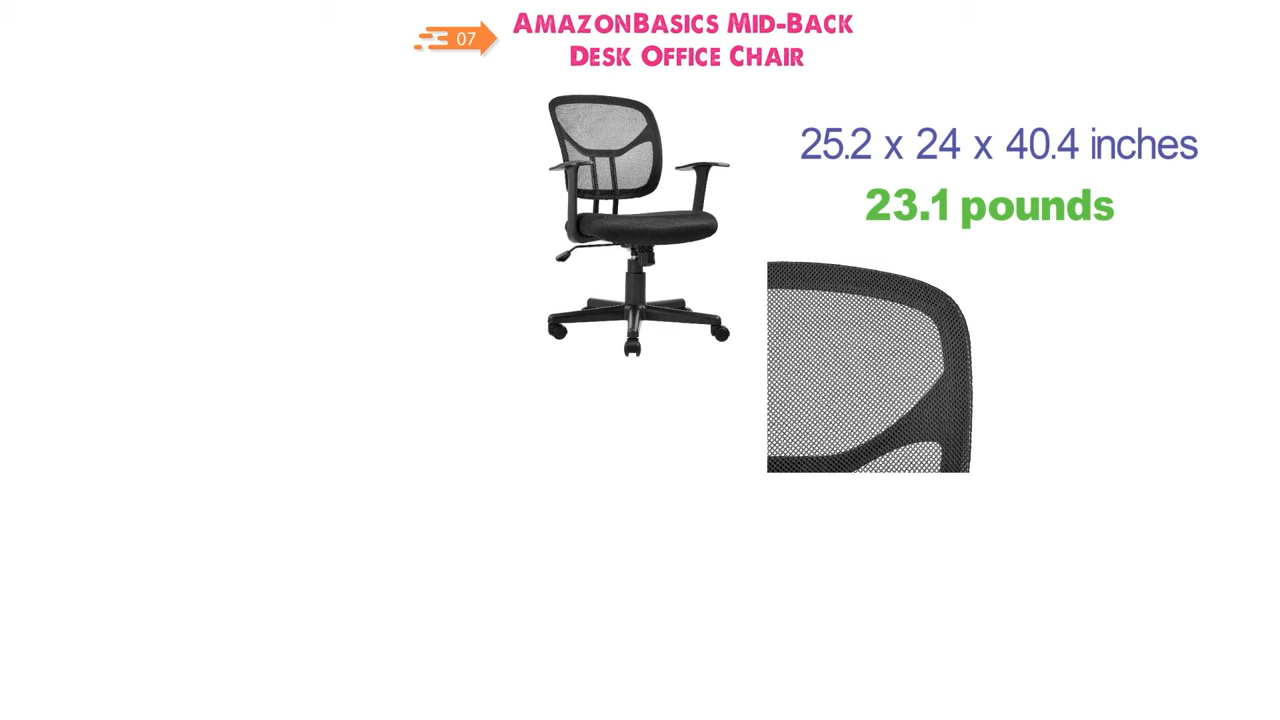 07
AmazonBasics Mid-Back
Desk Office Chair
25.2 x 24 x 40.4 inches
23.1 pounds